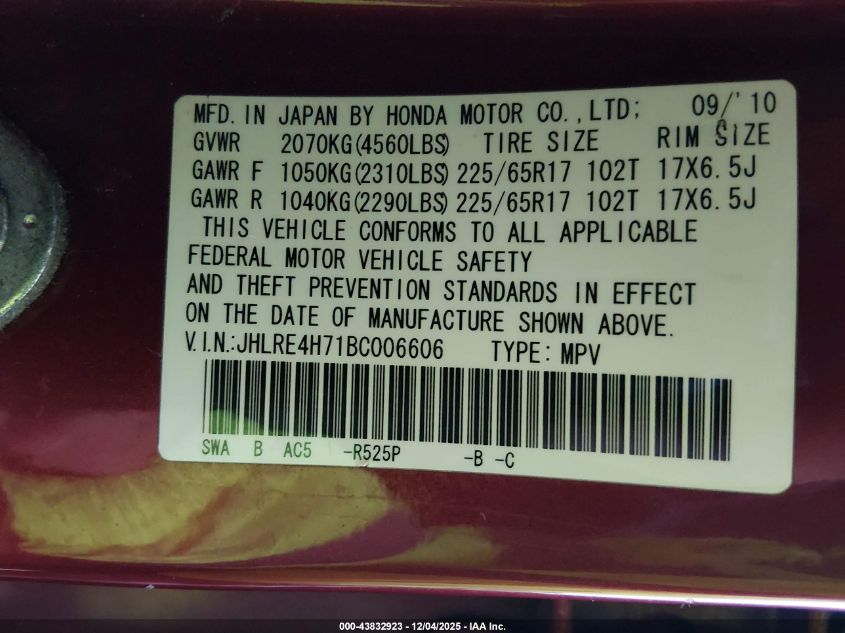 MFD. IN JAPAN BY HONDA MOTOR CO.,LTD; 09/'10
GVWR 2070KG(4560LBS) TIRE SIZE RIM SIZE
GAWR F 1050KG(2310LBS) 225/65R17 102T 17X6.5J
GAWR R 1040KG(2290LBS) 225/65R17 102T 17X6.5J
THIS VEHICLE CONFORMS TO ALL APPLICABLE
FEDERAL MOTOR VEHICLE SAFETY
AND THEFT PREVENTION STANDARDS IN EFFECT
ON THE DATE OF MANUFACTURE SHOWN ABOVE.
V.I.N.:JHLRE4H71BC006606 TYPE: MPV
SWA B AC5 -R525P -B -C
000-43832923 - 12/04/2025 - IAA Inc.